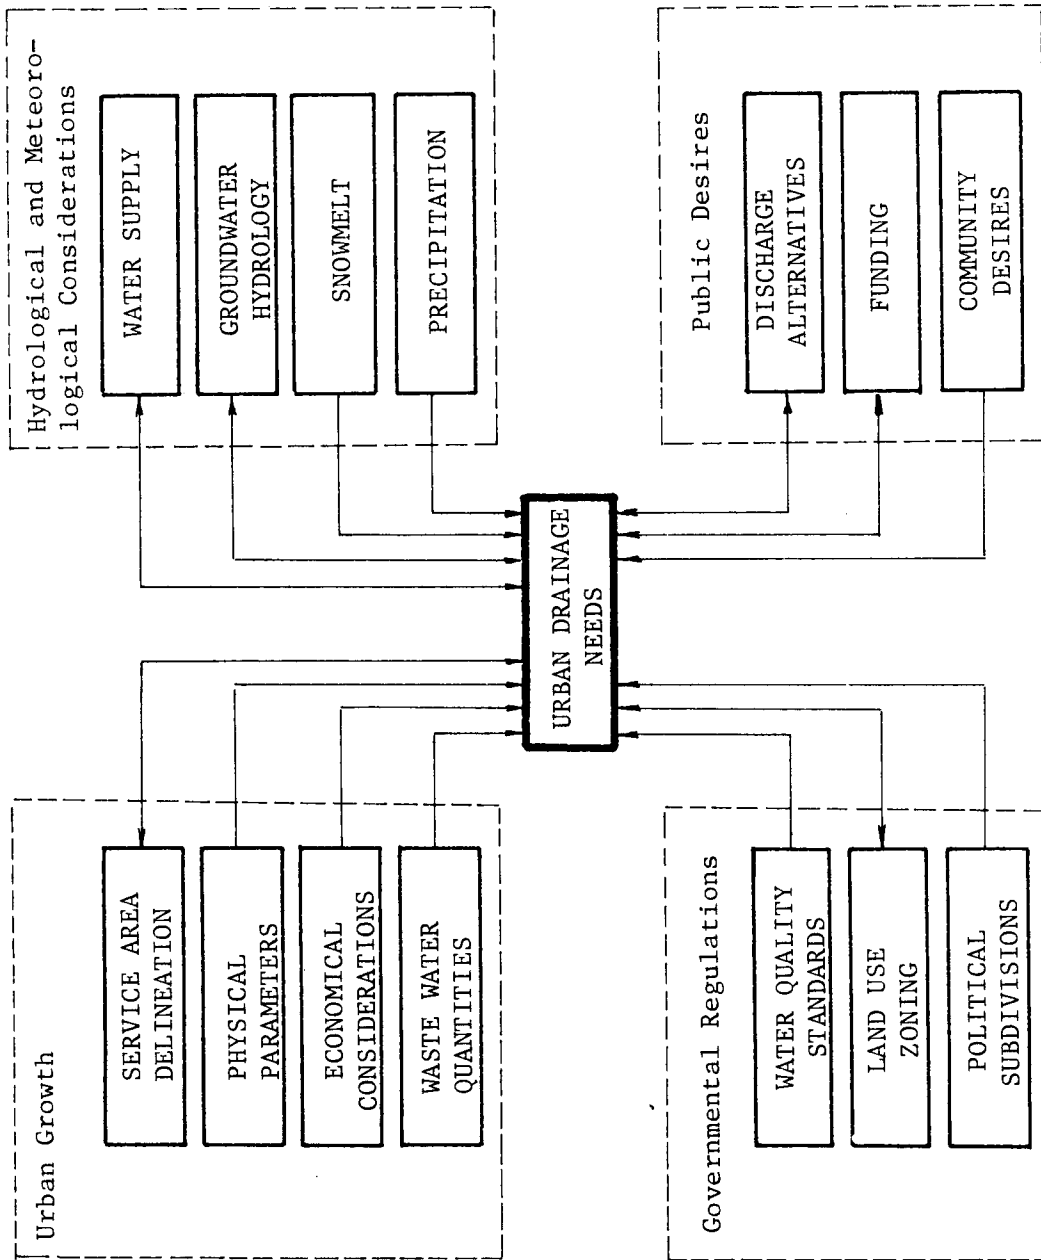 Urban Growth
SERVICE AREA
DELINEATION
PHYSICAL
PARAMETERS
ECONOMICAL
CONSIDERATIONS
WASTE WATER
QUANTITIES
Hydrological and Meteoro-
logical Considerations
WATER SUPPLY
GROUNDWATER
HYDROLOGY
SNOWMELT
PRECIPITATION
URBAN DRAINAGE
NEEDS
Governmental Regulations
WATER QUALITY
STANDARDS
LAND USE
ZONING
POLITICAL
SUBDIVISIONS
Public Desires
DISCHARGE
ALTERNATIVES
FUNDING
COMMUNITY
DESIRES